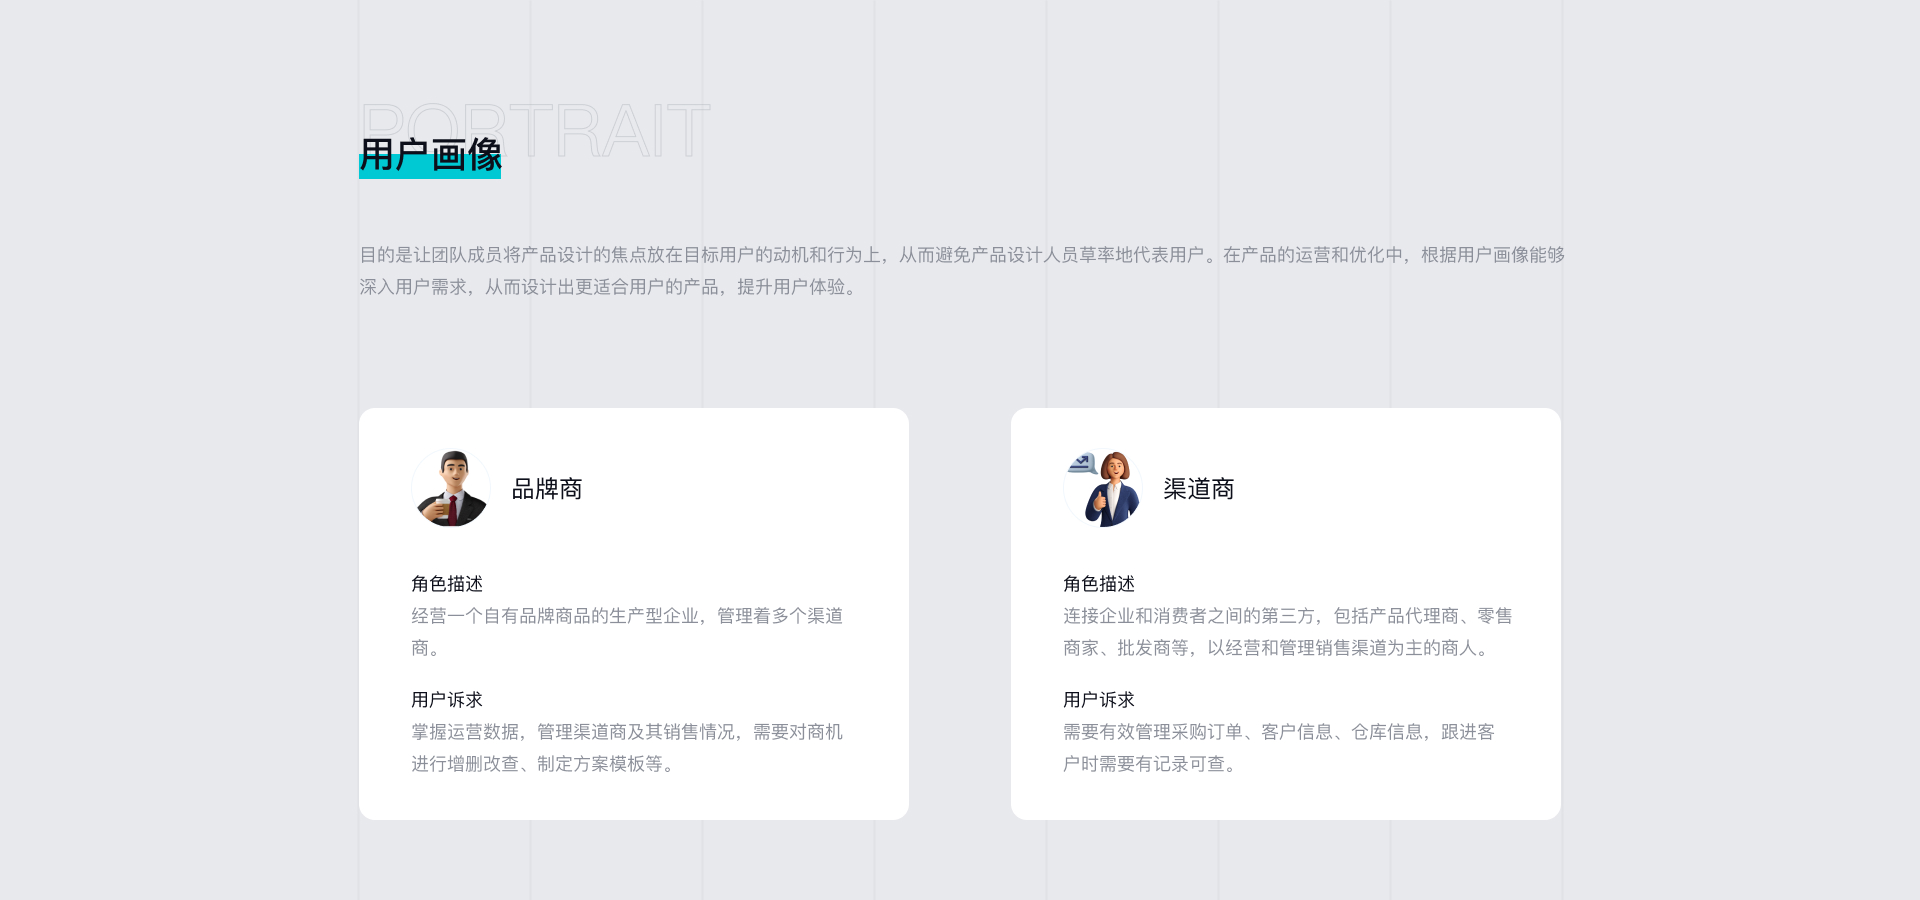 PORTRAIT
用户画像
目的是让团队成员将产品设计的焦点放在目标用户的动机和行为上，从而避免产品设计人员草率地代表用户。在产品的运营和优化中，根据用户画像能够
深入用户需求，从而设计出更适合用户的产品，提升用户体验。
品牌商
角色描述
经营一个自有品牌商品的生产型企业，管理着多个渠道
商。
用户诉求
掌握运营数据，管理渠道商及其销售情况，需要对商机
进行增删改查、制定方案模板等。
渠道商
角色描述
连接企业和消费者之间的第三方，包括产品代理商、零售
商家、批发商等，以经营和管理销售渠道为主的商人。
用户诉求
需要有效管理采购订单、客户信息、仓库信息，跟进客
户时需要有记录可查。